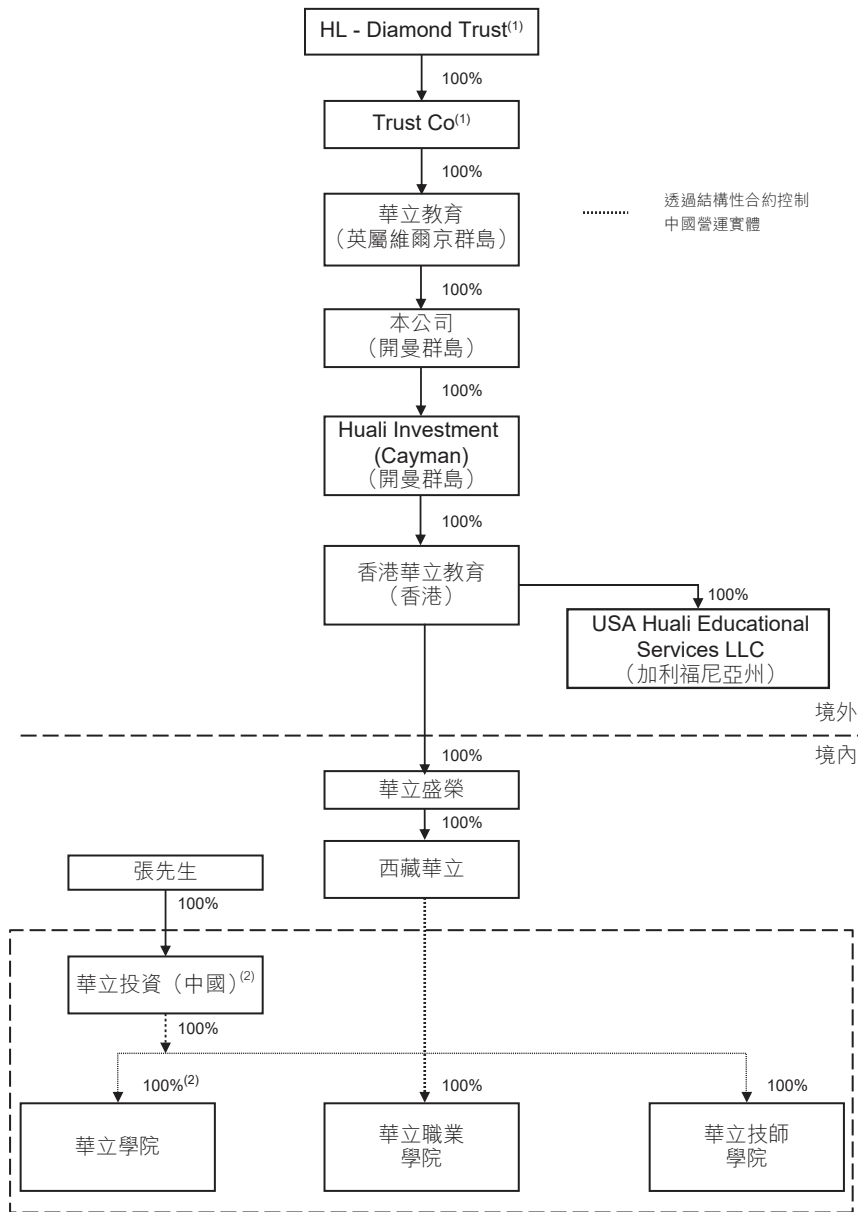 HL - Diamond Trust(1)
100%
Trust Co(1)
100%
華立教育
（英屬維爾京群島）
透過結構性合約控制
中國營運實體
100%
本公司
（開曼群島）
100%
Huali Investment
(Cayman)
（開曼群島）
100%
香港華立教育
（香港）
100%
USA Huali Educational
Services LLC
（加利福尼亞州）
境外
境內
100%
華立盛榮
100%
西藏華立
張先生
100%
華立投資（中國）(2)
100%
100%(2)
100%
100%
華立學院
華立職業
學院
華立技師
學院